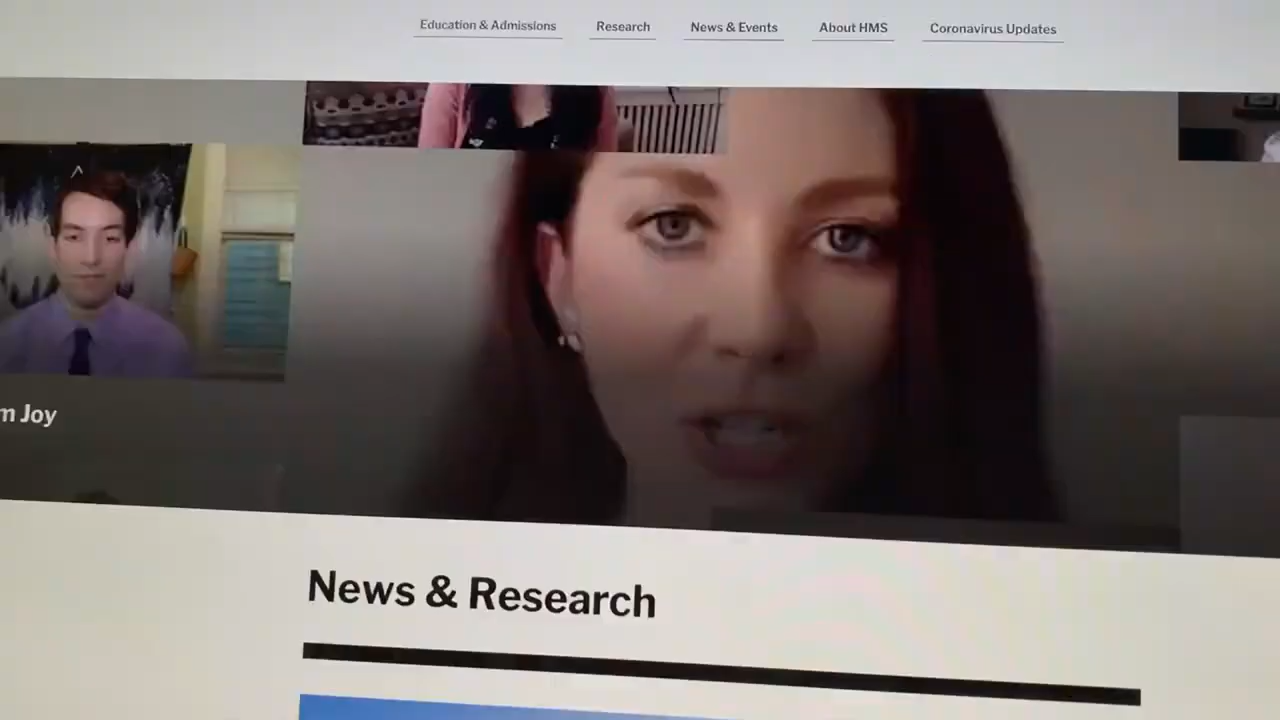 Education & Admissions Research News & Events About HMS Coronavirus Updates
m Joy
News & Research